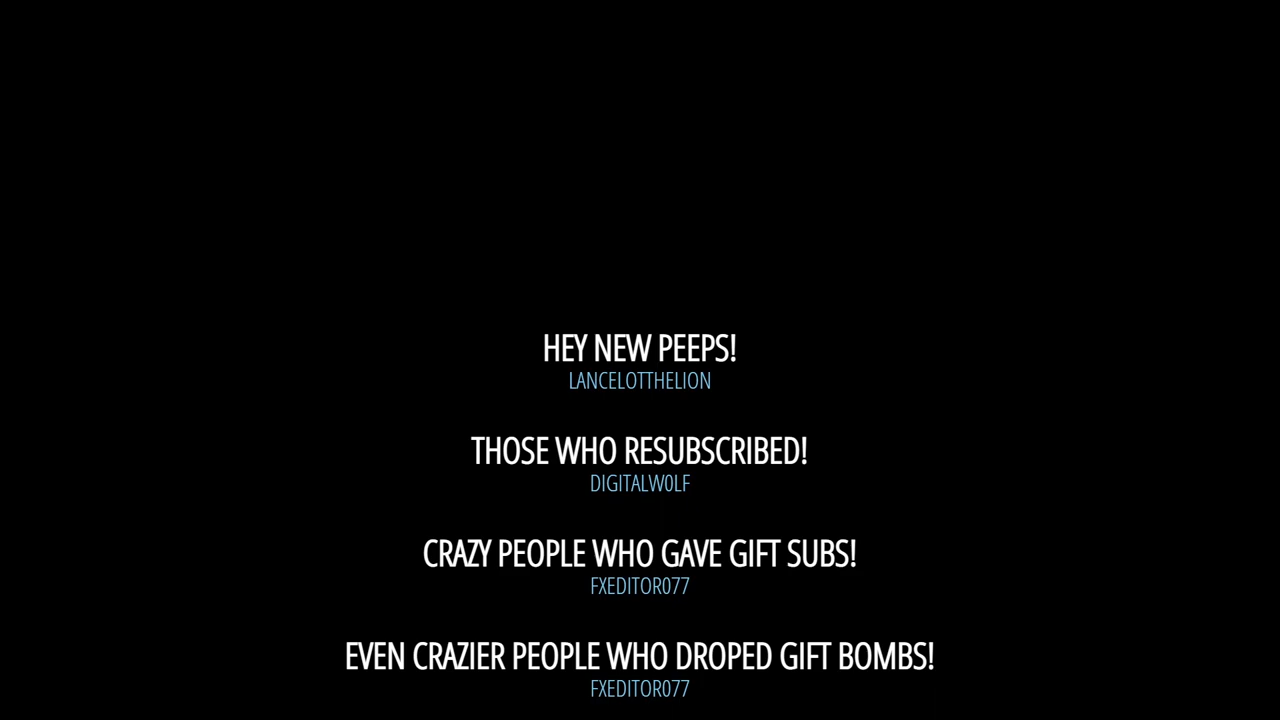 HEY NEW PEEPS!
LANCELOTTHELION
THOSE WHO RESUBSCRIBED!
DIGITALW0LF
CRAZY PEOPLE WHO GAVE GIFT SUBS!
FXEDITOR077
EVEN CRAZIER PEOPLE WHO DROPED GIFT BOMBS!
FXEDITOR077